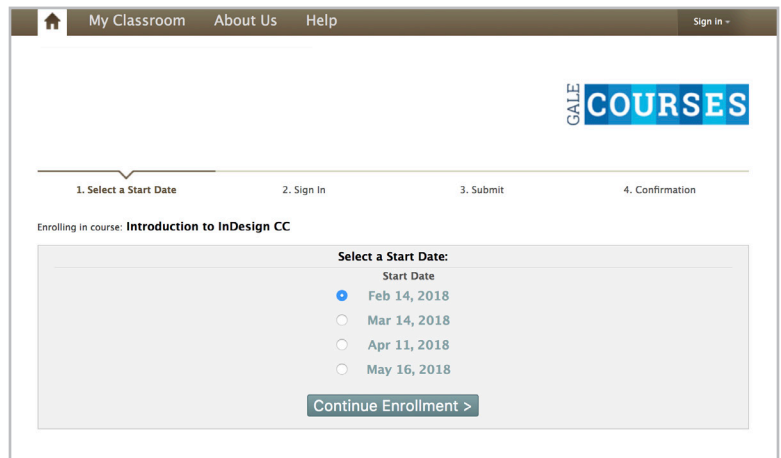 My Classroom About Us Help Sign in
GALE COURSES
1. Select a Start Date 2. Sign In 3. Submit 4. Confirmation
Enrolling in course: Introduction to InDesign CC
Select a Start Date:
Start Date
Feb 14, 2018
Mar 14, 2018
Apr 11, 2018
May 16, 2018
Continue Enrollment >